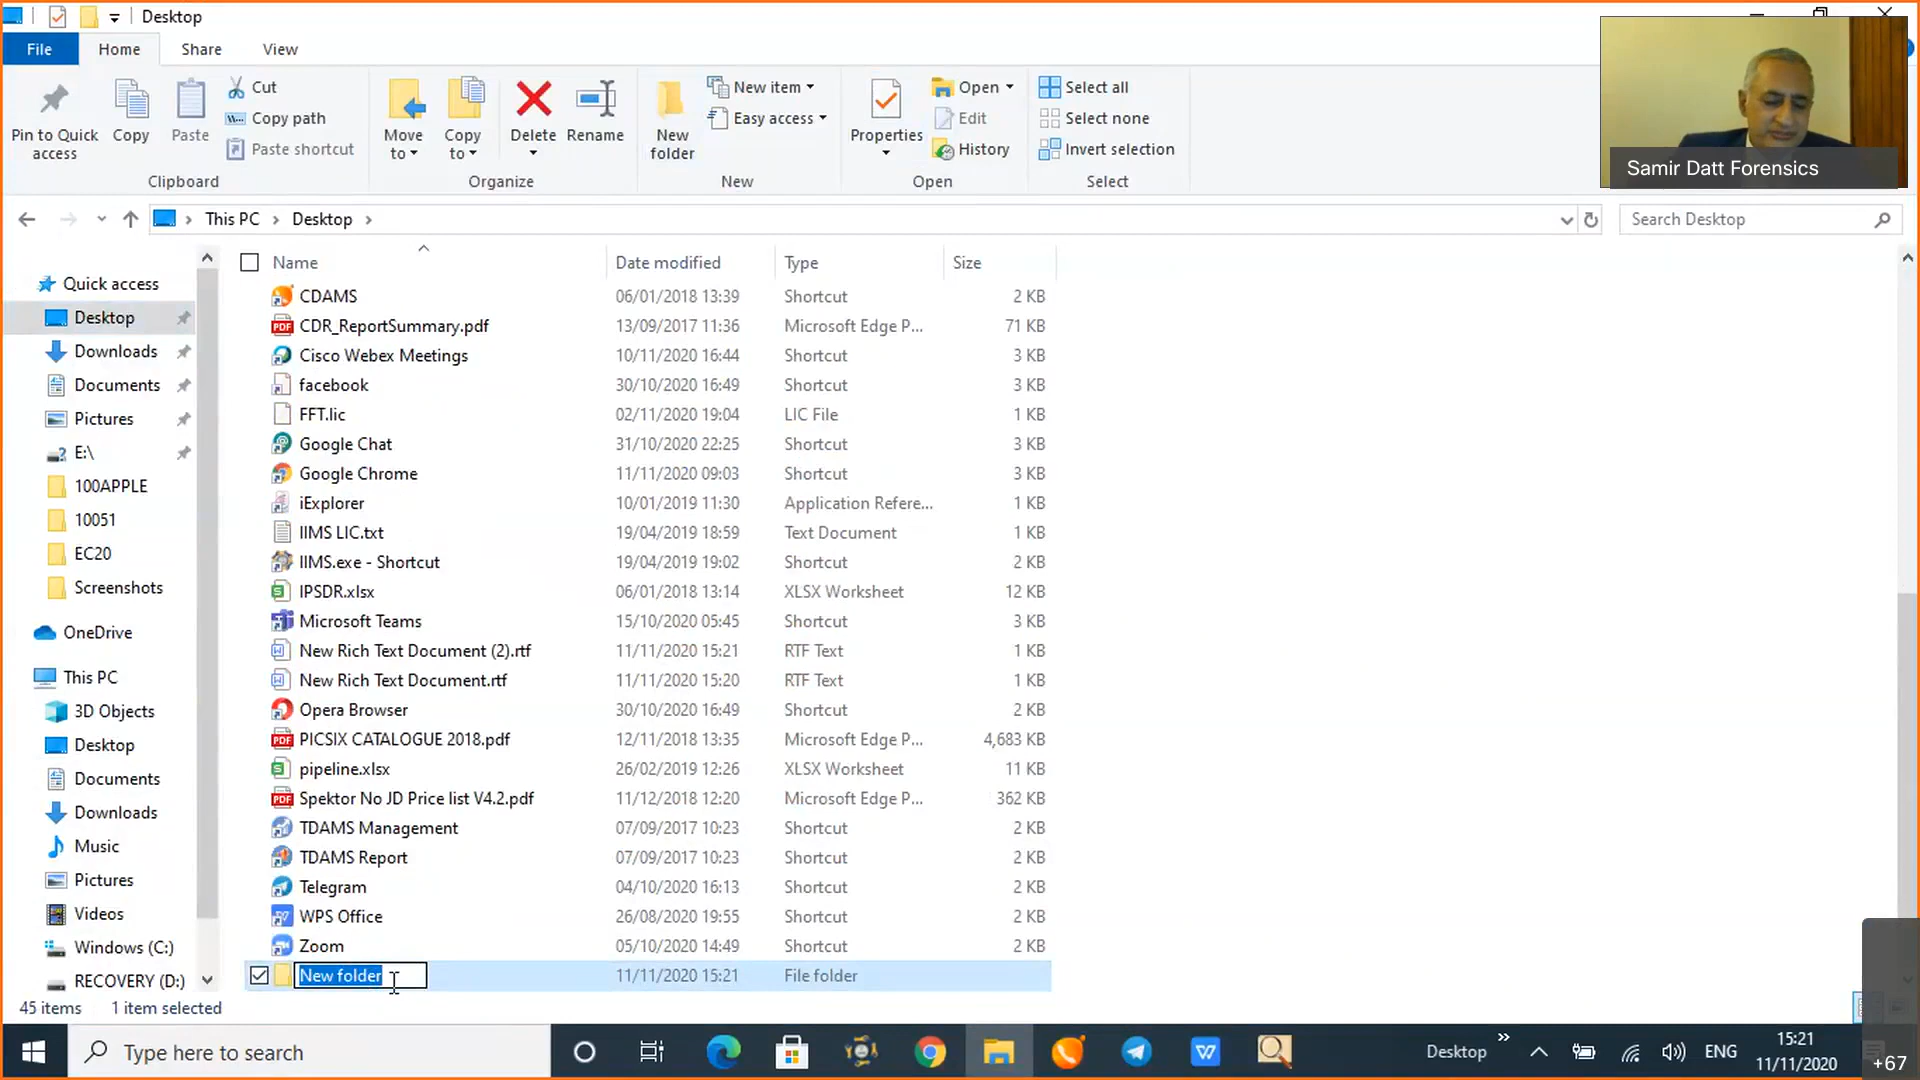 Desktop
File
Home
Share
View
Pin to Quick access
Copy
Paste
Cut
Copy path
Paste shortcut
Clipboard
Move to
Copy to
Delete
Rename
Organize
New folder
New item
Easy access
New
Properties
Open
Edit
History
Open
Select all
Select none
Invert selection
Select
Samir Datt Forensics
This PC
Desktop
Search Desktop
Quick access
Desktop
Downloads
Documents
Pictures
E:\
100APPLE
10051
EC20
Screenshots
OneDrive
This PC
3D Objects
Desktop
Documents
Downloads
Music
Pictures
Videos
Windows (C:)
RECOVERY (D:)
Name Date modified Type Size
CDAMS 06/01/2018 13:39 Shortcut 2 KB
PDF CDR_ReportSummary.pdf 13/09/2017 11:36 Microsoft Edge P... 71 KB
Cisco Webex Meetings 10/11/2020 16:44 Shortcut 3 KB
facebook 30/10/2020 16:49 Shortcut 3 KB
FFT.lic 02/11/2020 19:04 LIC File 1 KB
Google Chat 31/10/2020 22:25 Shortcut 3 KB
Google Chrome 11/11/2020 09:03 Shortcut 3 KB
iExplorer 10/01/2019 11:30 Application Refere... 1 KB
IIMS LIC.txt 19/04/2019 18:59 Text Document 1 KB
IIMS.exe - Shortcut 19/04/2019 19:02 Shortcut 2 KB
IPSDR.xlsx 06/01/2018 13:14 XLSX Worksheet 12 KB
Microsoft Teams 15/10/2020 05:45 Shortcut 3 KB
New Rich Text Document (2).rtf 11/11/2020 15:21 RTF Text 1 KB
New Rich Text Document.rtf 11/11/2020 15:20 RTF Text 1 KB
Opera Browser 30/10/2020 16:49 Shortcut 2 KB
PDF PICSIX CATALOGUE 2018.pdf 12/11/2018 13:35 Microsoft Edge P... 4,683 KB
pipeline.xlsx 26/02/2019 12:26 XLSX Worksheet 11 KB
PDF Spektor No JD Price list V4.2.pdf 11/12/2018 12:20 Microsoft Edge P... 362 KB
TDAMS Management 07/09/2017 10:23 Shortcut 2 KB
TDAMS Report 07/09/2017 10:23 Shortcut 2 KB
Telegram 04/10/2020 16:13 Shortcut 2 KB
WPS Office 26/08/2020 19:55 Shortcut 2 KB
Zoom 05/10/2020 14:49 Shortcut 2 KB
New folder 11/11/2020 15:21 File folder
45 items 1 item selected
Type here to search
Desktop
ENG
15:21
11/11/2020
+67